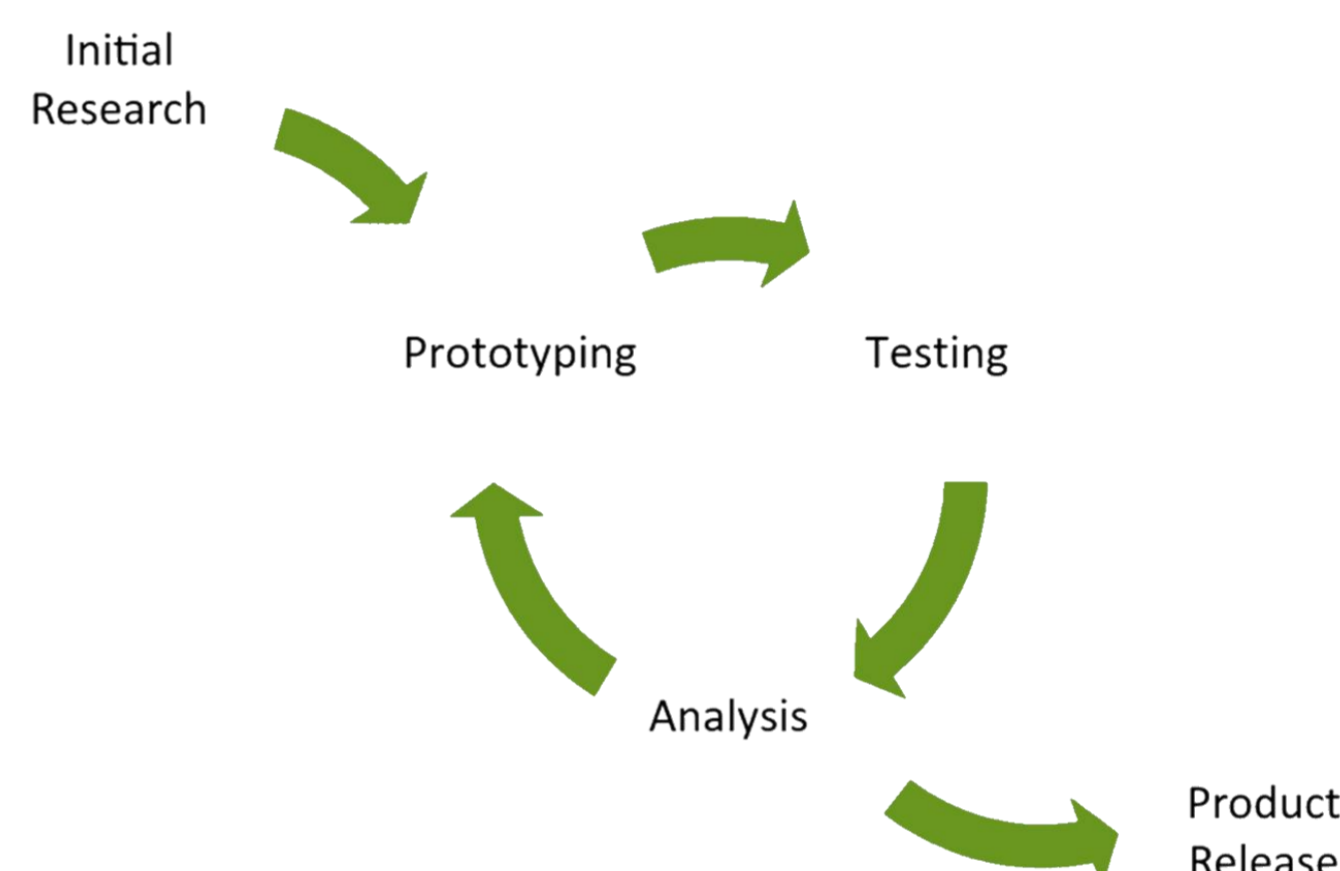 Initial
Research
Prototyping
Testing
Analysis
Product
Release